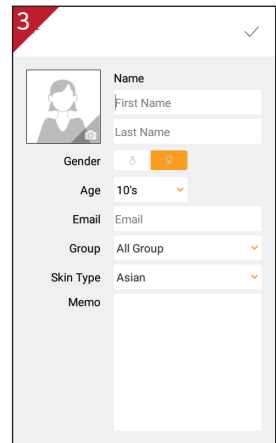 3
Name
First Name
Last Name
Gender
Age 10's
Email Email
Group All Group
Skin Type Asian
Memo